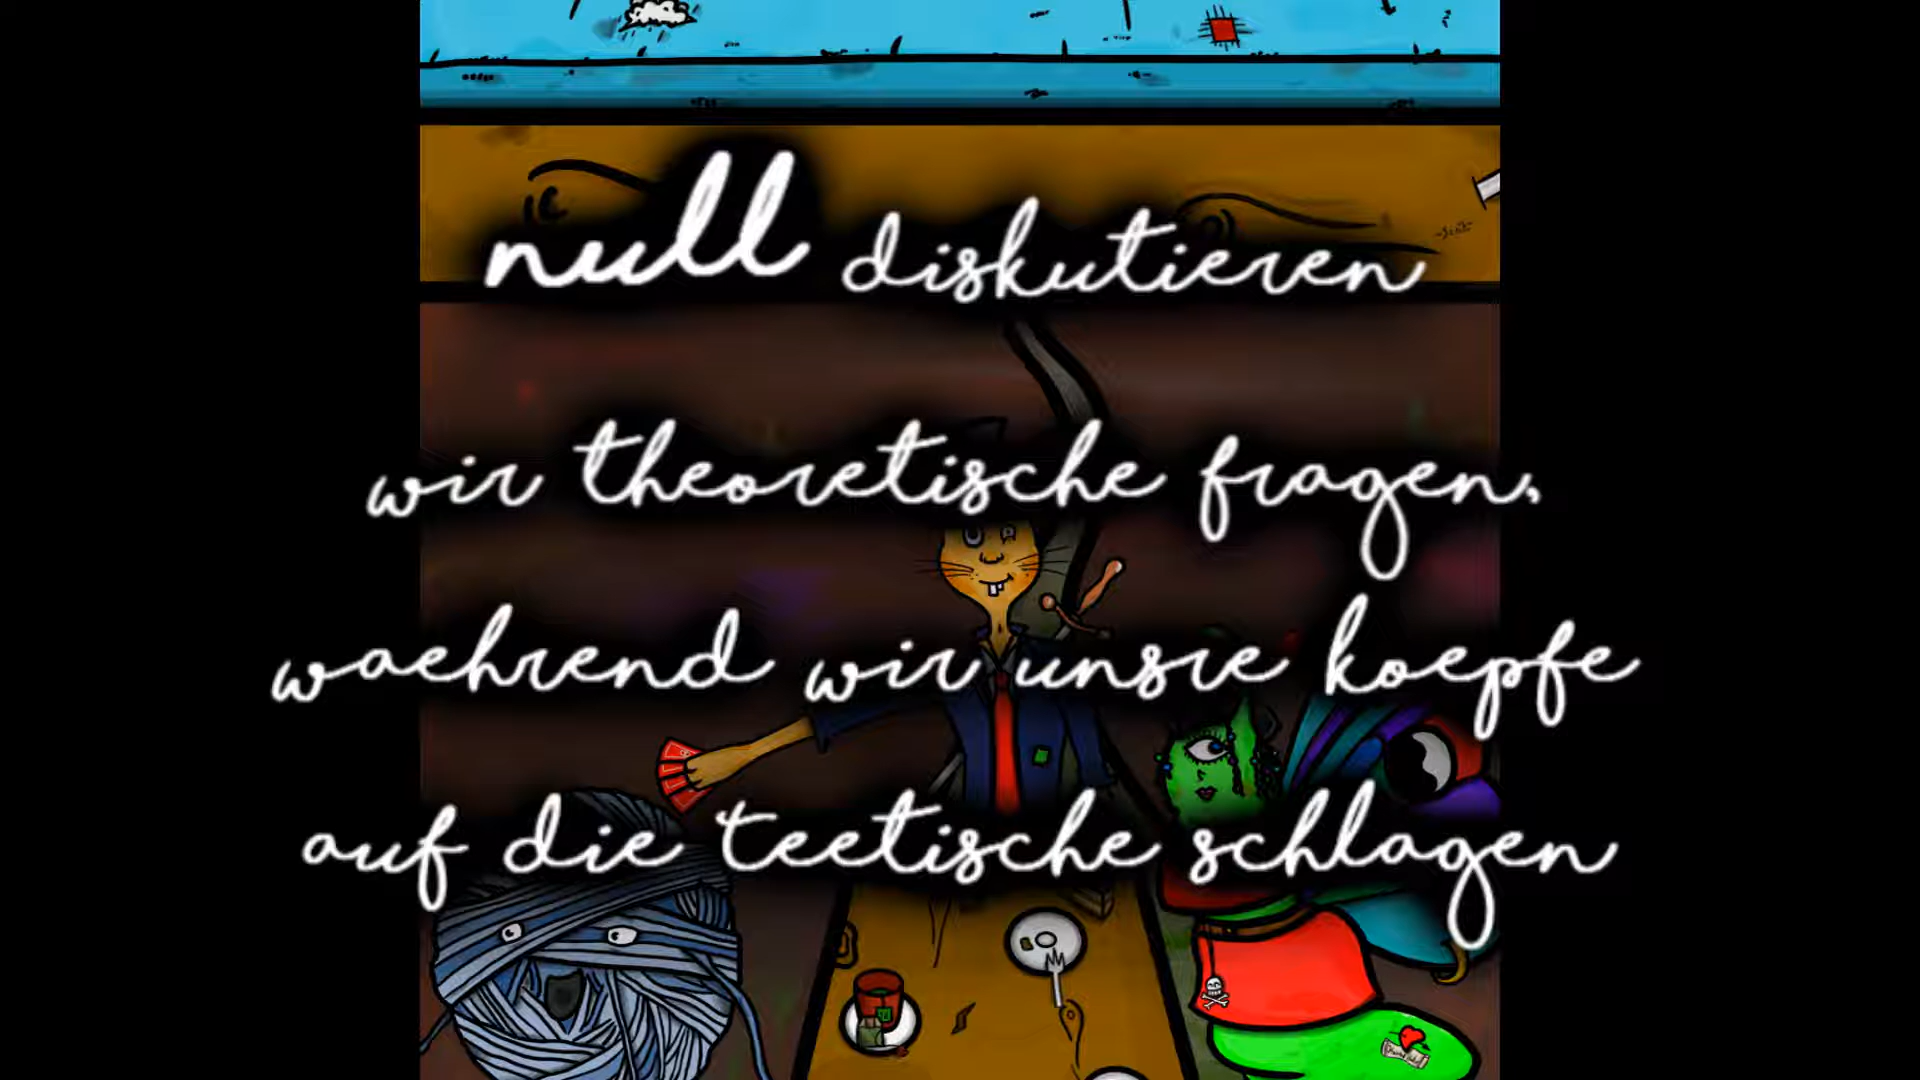 null diskutieren
wir theoretische fragen,
waehrend wir unsre koepfe
auf die teetische schlagen